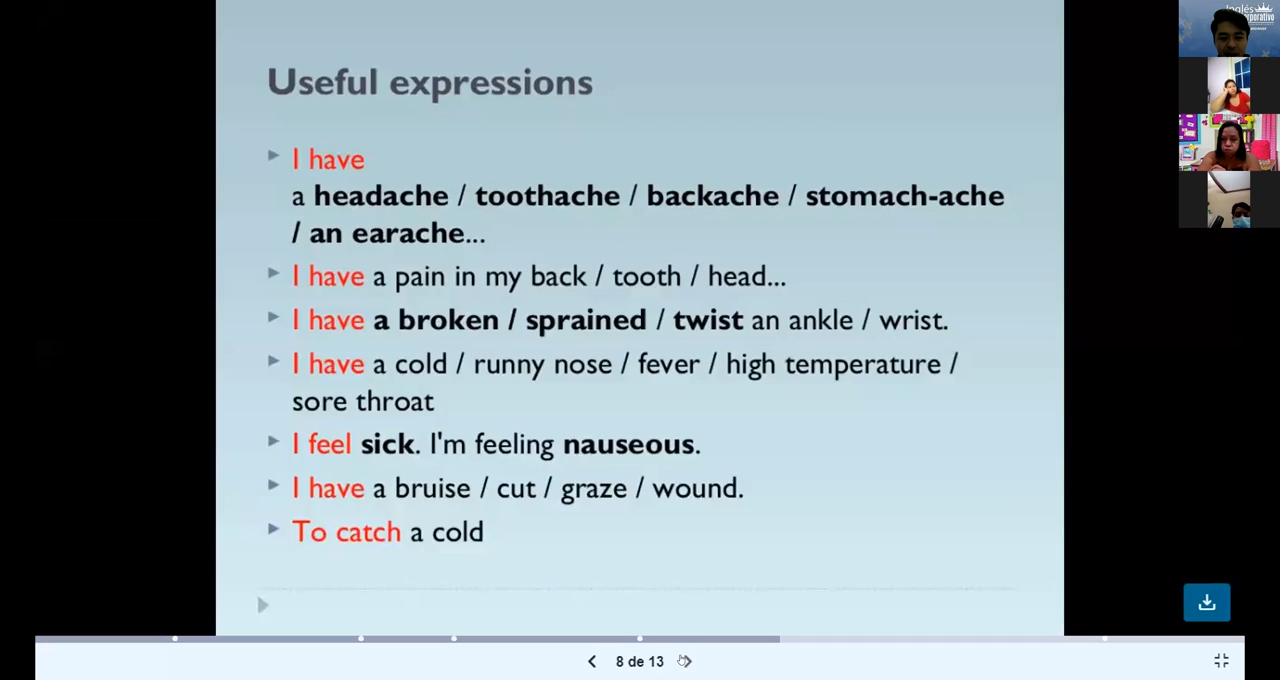 Inglés
Useful expressions
I have
a headache / toothache / backache / stomach-ache
/ an earache...
I have a pain in my back / tooth / head...
I have a broken / sprained / twist an ankle / wrist.
I have a cold / runny nose / fever / high temperature /
sore throat
I feel sick. I'm feeling nauseous.
I have a bruise / cut / graze / wound.
To catch a cold
8 de 13